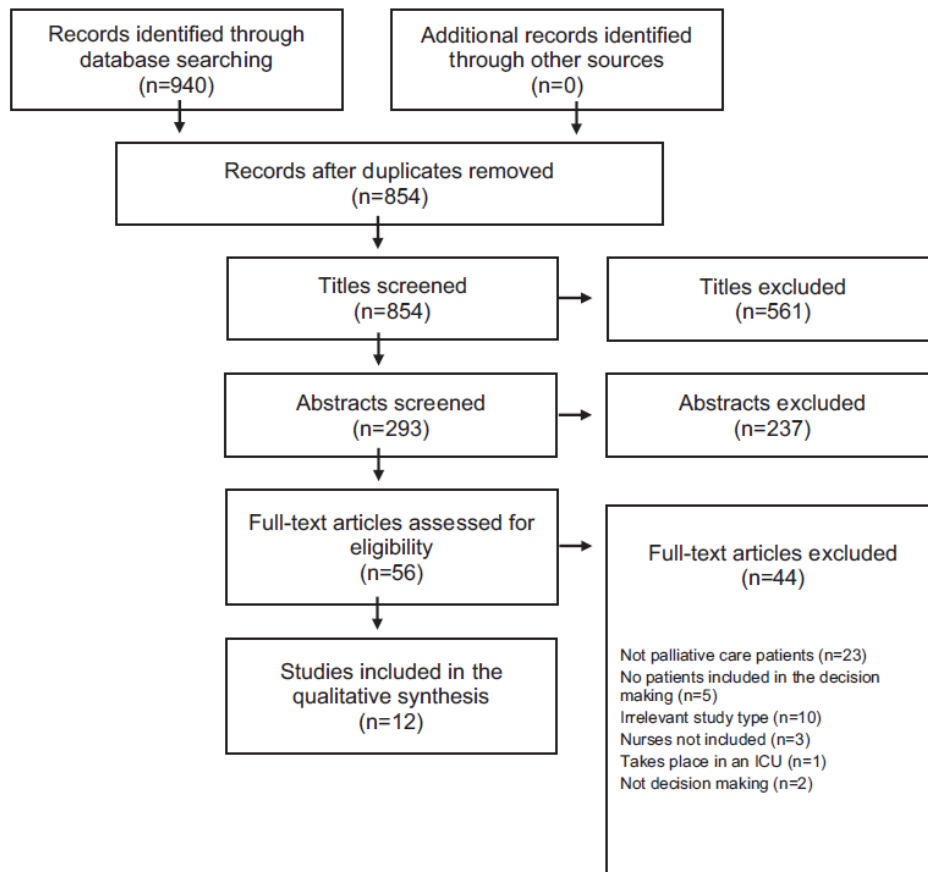 Records identified through
database searching
(n=940)
Additional records identified
through other sources
(n=0)
Records after duplicates removed
(n=854)
Titles screened
(n=854)
Titles excluded
(n=561)
Abstracts screened
(n=293)
Abstracts excluded
(n=237)
Full-text articles assessed for
eligibility
(n=56)
Full-text articles excluded
(n=44)
Not palliative care patients (n=23)
No patients included in the decision
making (n=5)
Irrelevant study type (n=10)
Nurses not included (n=3)
Takes place in an ICU (n=1)
Not decision making (n=2)
Studies included in the
qualitative synthesis
(n=12)